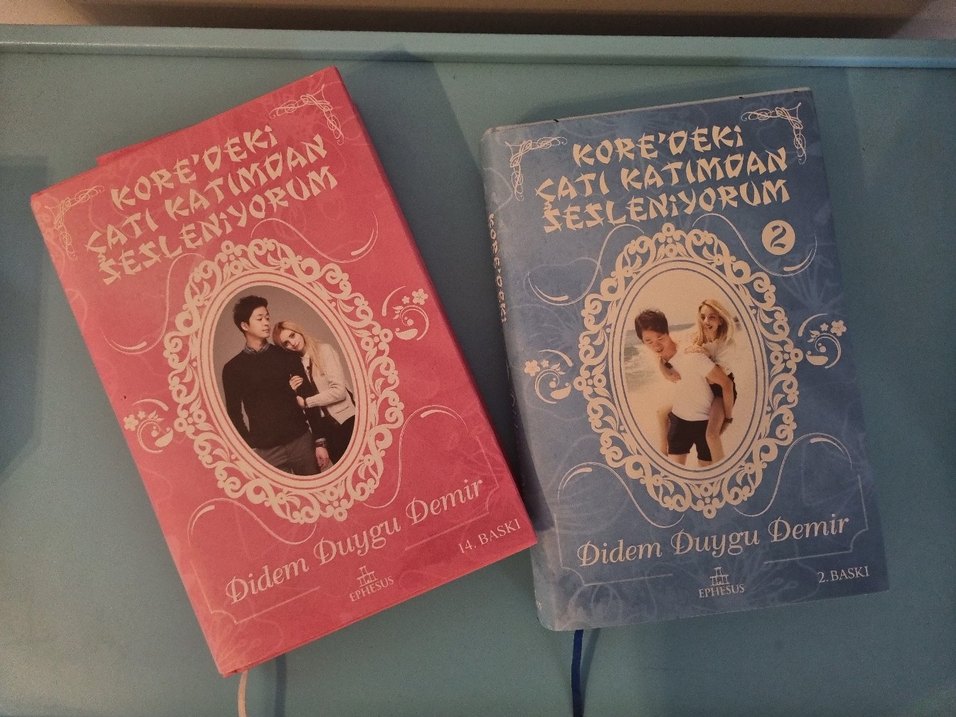 KORE'DEKİ
ÇATI KATIMDAN
SESLENİYORUM
Didem Duygu Demir
14. BASKI
EPHESUS
KORE'DEKİ
KORE'DEKİ
ÇATI KATIMDAN
SESLENİYORUM
2
Didem Duygu Demir
EPHESUS
2. BASKI